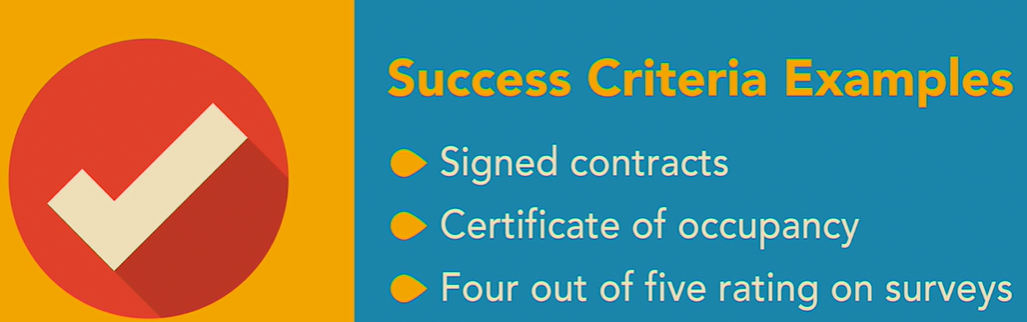 Success Criteria Examples
Signed contracts
Certificate of occupancy
Four out of five rating on surveys